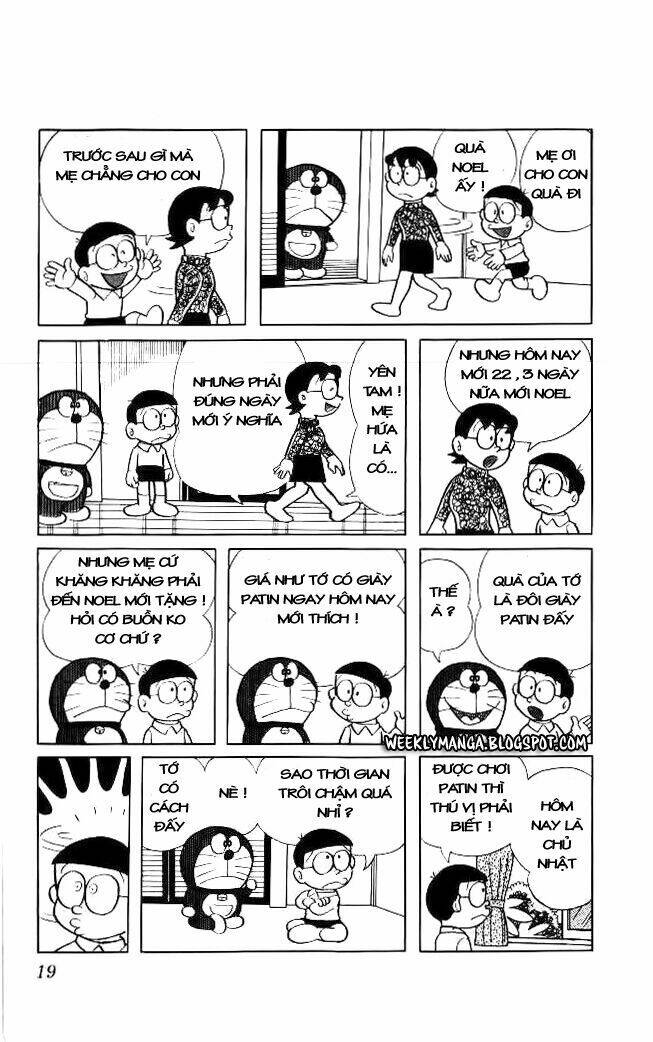 MẸ ƠI
CHO CON
QUÀ ĐI
QUÀ
NOEL
ẤY !
TRƯỚC SAU GÌ MÀ
MẸ CHẲNG CHO CON
NHƯNG HÔM NAY
MỚI 22 , 3 NGÀY
NỮA MỚI NOEL
YÊN
TAM !
MẸ
HỨA
LÀ
CÓ...
NHƯNG PHẢI
ĐÚNG NGÀY
MỚI Ý NGHĨA
QUÀ CỦA TỚ
LÀ ĐÔI GIÀY
PATIN ĐẤY
THẾ
À ?
GIÁ NHƯ TỚ CÓ GIÀY
PATIN NGAY HÔM NAY
MỚI THÍCH !
NHƯNG MẸ CỨ
KHĂNG KHĂNG PHẢI
ĐẾN NOEL MỚI TẶNG !
HỎI CÓ BUỒN KO
CƠ CHỨ ?
WEEKLYMANGA.BLOGSPOT.COM
HÔM
NAY LÀ
CHỦ
NHẬT
ĐƯỢC CHƠI
PATIN THÌ
THÚ VỊ PHẢI
BIẾT !
SAO THỜI GIAN
TRÔI CHẬM QUÁ
NHỈ ?
NÈ !
TỚ
CÓ
CÁCH
ĐẤY
19